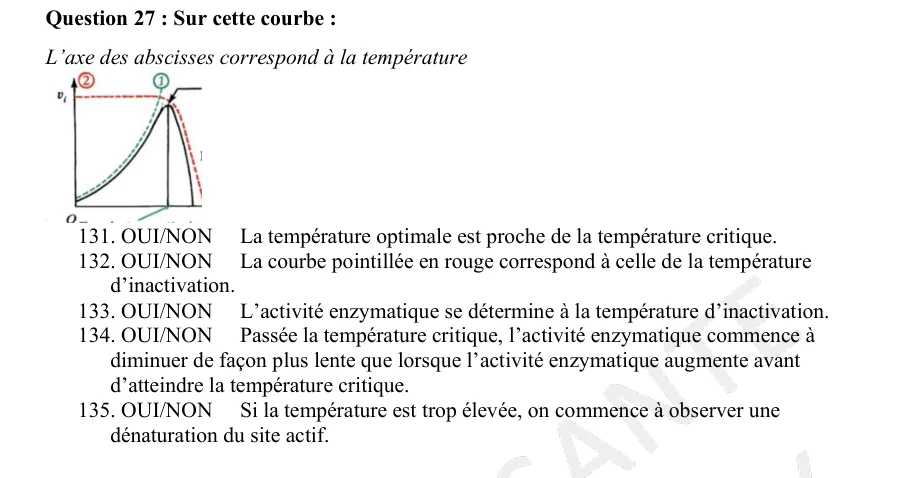 Question 27 : Sur cette courbe :
L’axe des abscisses correspond à la température
② ①
vi
O
131. OUI/NON La température optimale est proche de la température critique.
132. OUI/NON La courbe pointillée en rouge correspond à celle de la température
d’inactivation.
133. OUI/NON L’activité enzymatique se détermine à la température d’inactivation.
134. OUI/NON Passée la température critique, l’activité enzymatique commence à
diminuer de façon plus lente que lorsque l’activité enzymatique augmente avant
d’atteindre la température critique.
135. OUI/NON Si la température est trop élevée, on commence à observer une
dénaturation du site actif.
SANTE